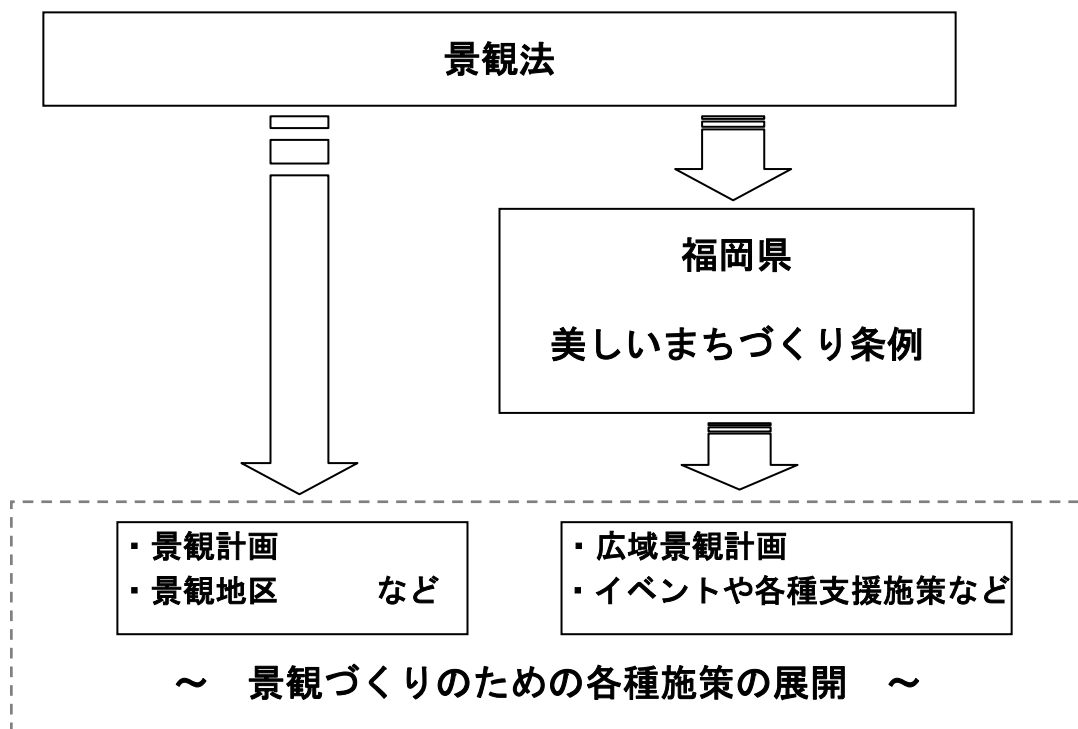 景観法
福岡県
美しいまちづくり条例
・景観計画
・景観地区　　　など
・広域景観計画
・イベントや各種支援施策など
～　景観づくりのための各種施策の展開　～